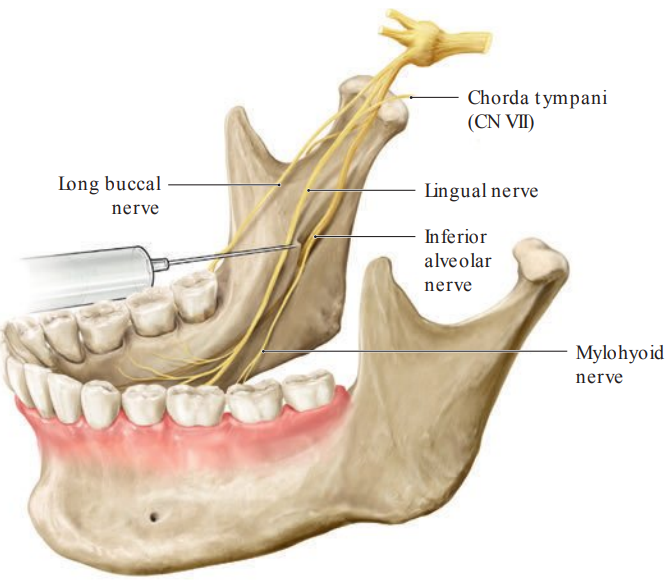 Chorda tympani
(CN VII)
Long buccal
nerve
Lingual nerve
Inferior
alveolar
nerve
Mylohyoid
nerve